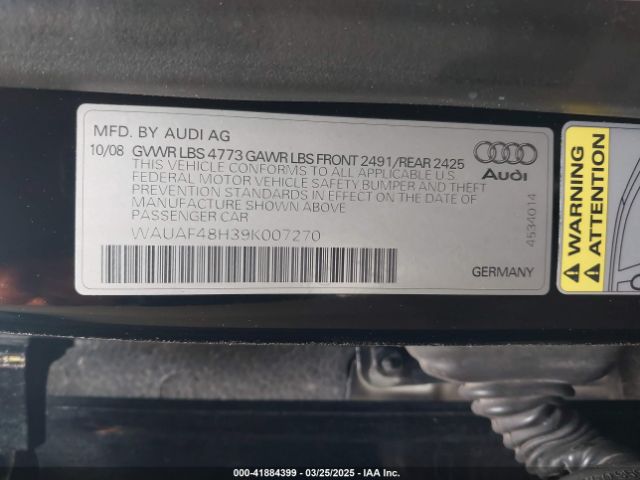 MFD. BY AUDI AG
10/08 GVWR LBS 4773 GAWR LBS FRONT 2491/REAR 2425
THIS VEHICLE CONFORMS TO ALL APPLICABLE U.S
FEDERAL MOTOR VEHICLE SAFETY BUMPER AND THEFT
PREVENTION STANDARDS IN EFFECT ON THE DATE OF
MANUFACTURE SHOWN ABOVE
PASSENGER CAR
WAUAF48H39K007270
Audi
4534014
GERMANY
WARNING
ATTENTION
000-41884399 — 03/25/2025 — IAA Inc.